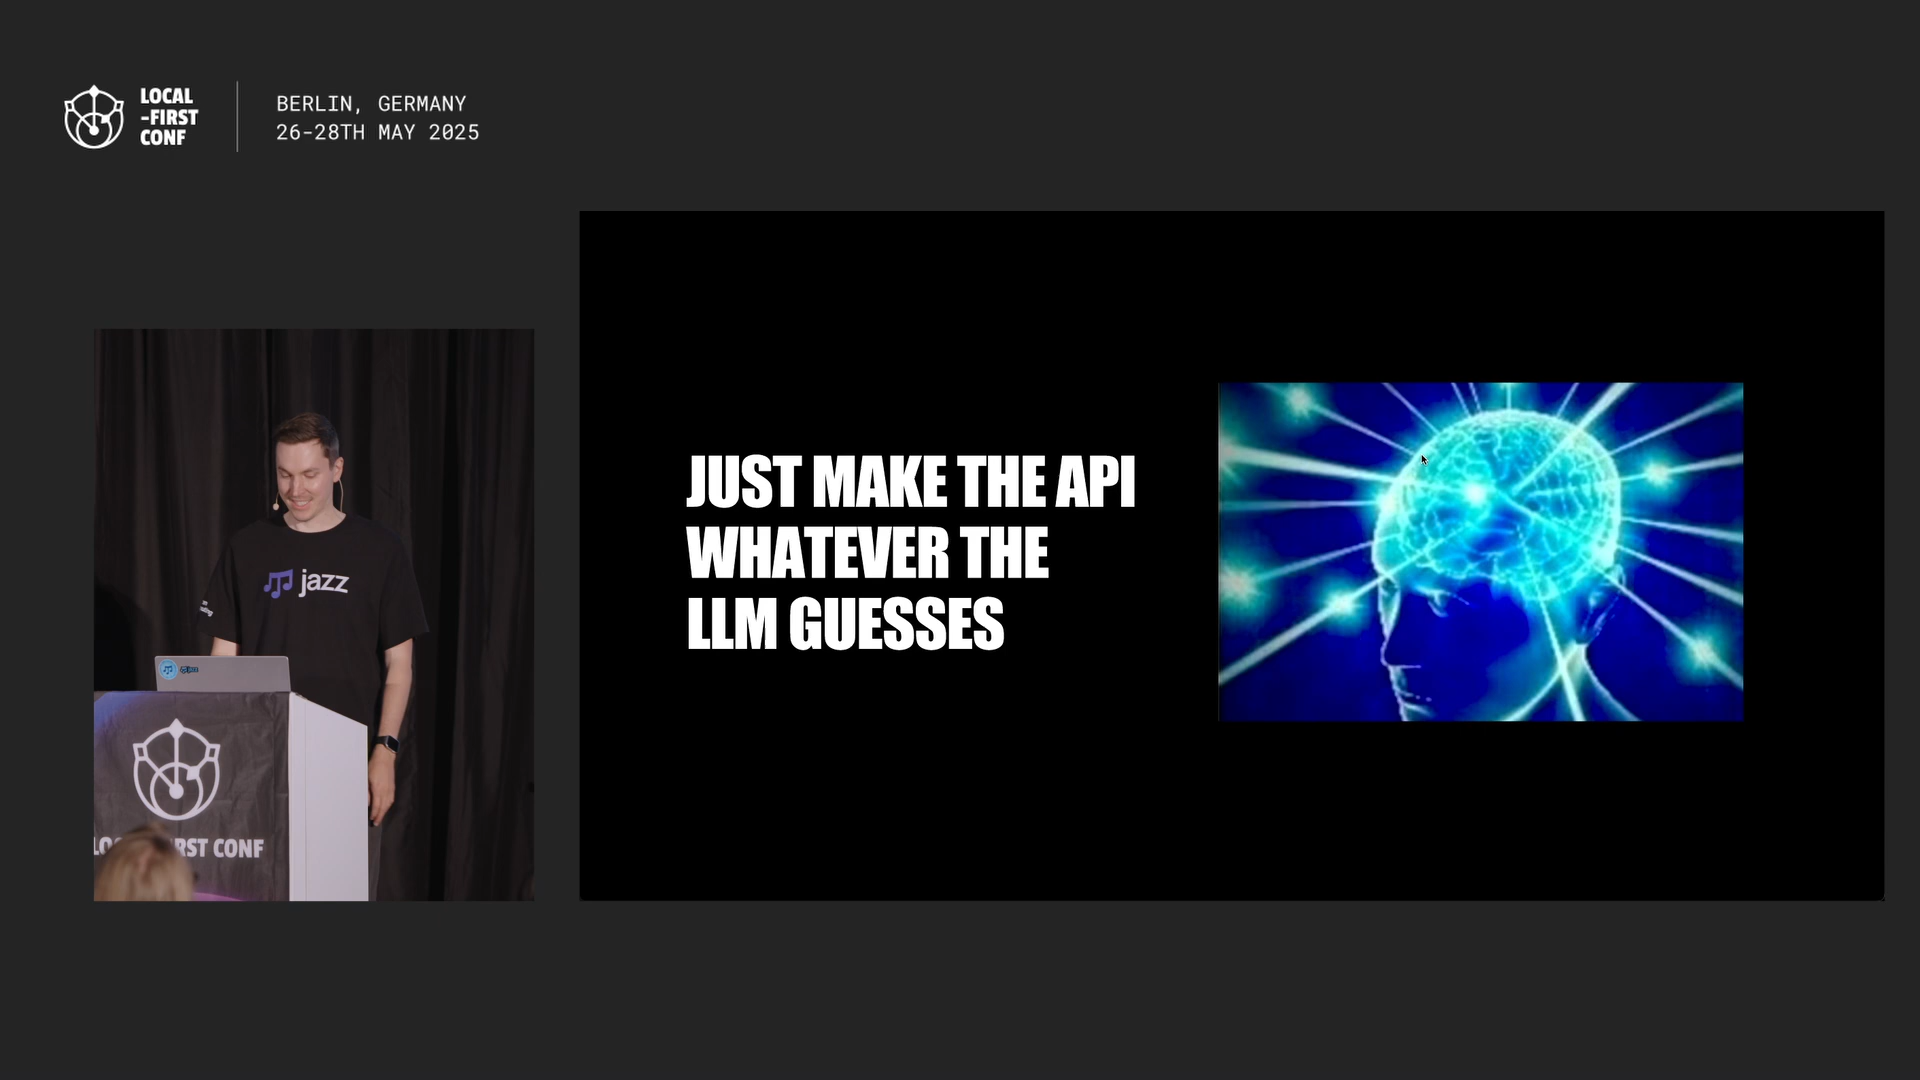 LOCAL
-FIRST
CONF
BERLIN, GERMANY
26-28TH MAY 2025
JUST MAKE THE API
WHATEVER THE
LLM GUESSES
jazz
jazz
RST CONF